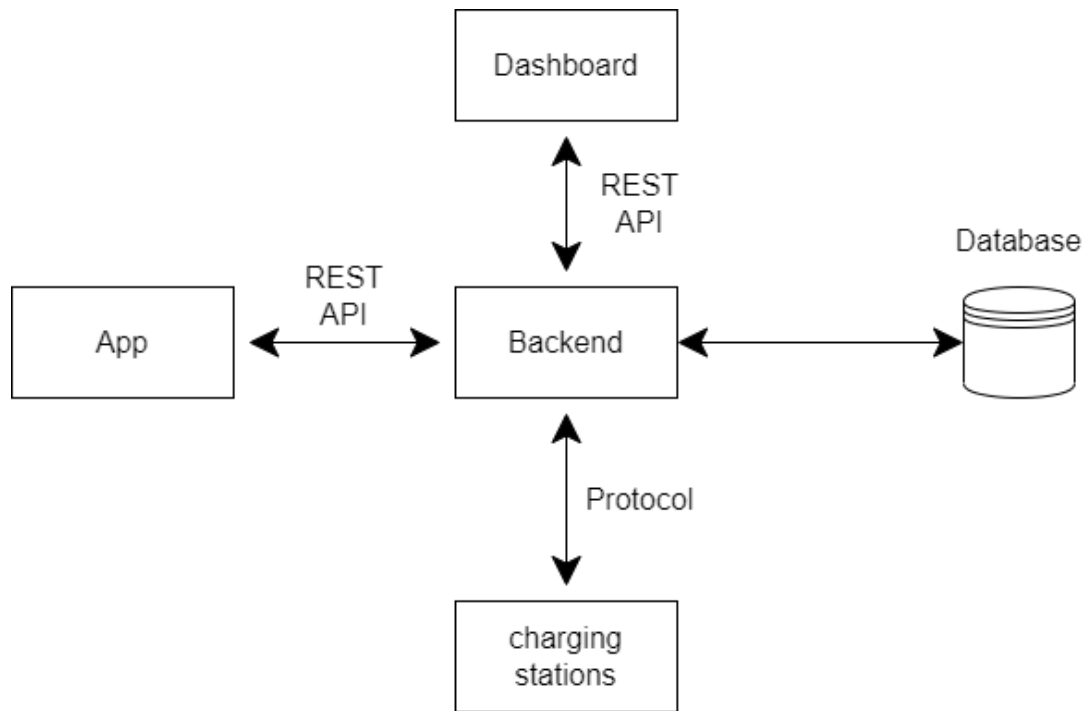 Dashboard
REST
API
Database
REST
API
App
Backend
Protocol
charging
stations